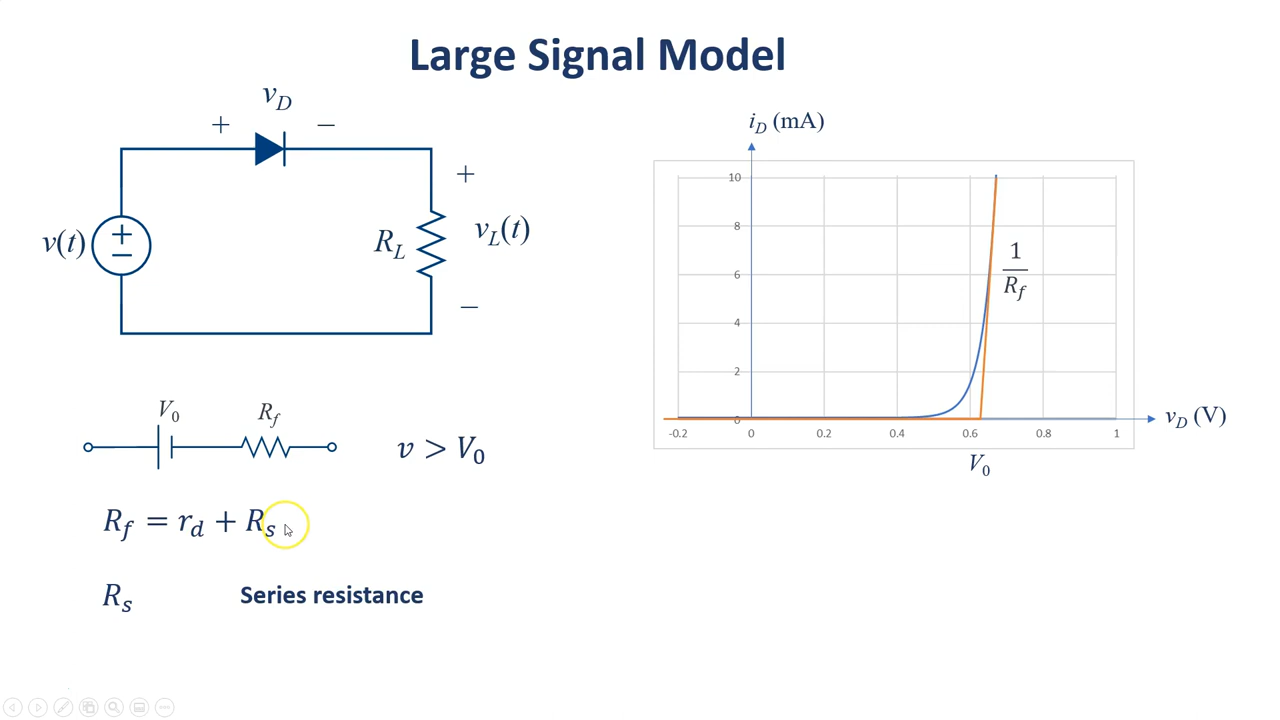 Large Signal Model
v_D
+ −
v(t)
+
−
R_L
+
v_L(t)
−
i_D (mA)
10
8
6
4
2
0
-0.2 0 0.2 0.4 0.6 0.8 1
v_D (V)
V_0
1/R_f
V_0
R_f
v > V_0
R_f = r_d + R_s
R_s Series resistance